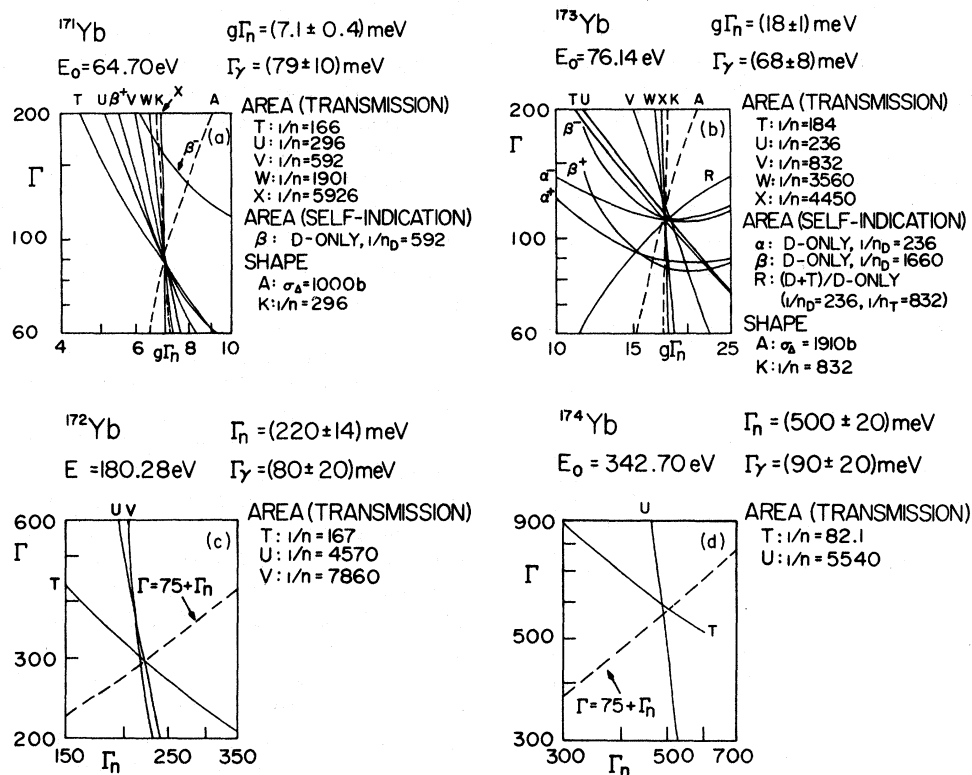 ¹⁷¹Yb gΓn = (7.1 ± 0.4) meV
E₀ = 64.70 eV Γγ = (79 ± 10) meV
T U β⁺ V W K X A
200
(a)
β⁻
Γ
100
60
4 6 8 10
gΓn
AREA (TRANSMISSION)
T: 1/n = 166
U: 1/n = 296
V: 1/n = 592
W: 1/n = 1901
X: 1/n = 5926
AREA (SELF-INDICATION)
β: D-ONLY, 1/n_D = 592
SHAPE
A: σ_Δ = 1000b
K: 1/n = 296
¹⁷³Yb gΓn = (18 ± 1) meV
E₀ = 76.14 eV Γγ = (68 ± 8) meV
T U V W X K A
200
(b)
β⁻
Γ
β⁺
α⁻
α⁺
R
100
60
10 15 25
gΓn
AREA (TRANSMISSION)
T: 1/n = 184
U: 1/n = 236
V: 1/n = 832
W: 1/n = 3560
X: 1/n = 4450
AREA (SELF-INDICATION)
α: D-ONLY, 1/n_D = 236
β: D-ONLY, 1/n_D = 1660
R: (D+T)/D-ONLY
(1/n_D = 236, 1/n_T = 832)
SHAPE
A: σ_Δ = 1910b
K: 1/n = 832
¹⁷²Yb Γn = (220 ± 14) meV
E = 180.28 eV Γγ = (80 ± 20) meV
U V
600
(c)
Γ
T
Γ = 75 + Γn
300
200
150 250 350
Γn
AREA (TRANSMISSION)
T: 1/n = 167
U: 1/n = 4570
V: 1/n = 7860
¹⁷⁴Yb Γn = (500 ± 20) meV
E₀ = 342.70 eV Γγ = (90 ± 20) meV
U
900
(d)
Γ
500
T
Γ = 75 + Γn
300
300 500 700
Γn
AREA (TRANSMISSION)
T: 1/n = 82.1
U: 1/n = 5540